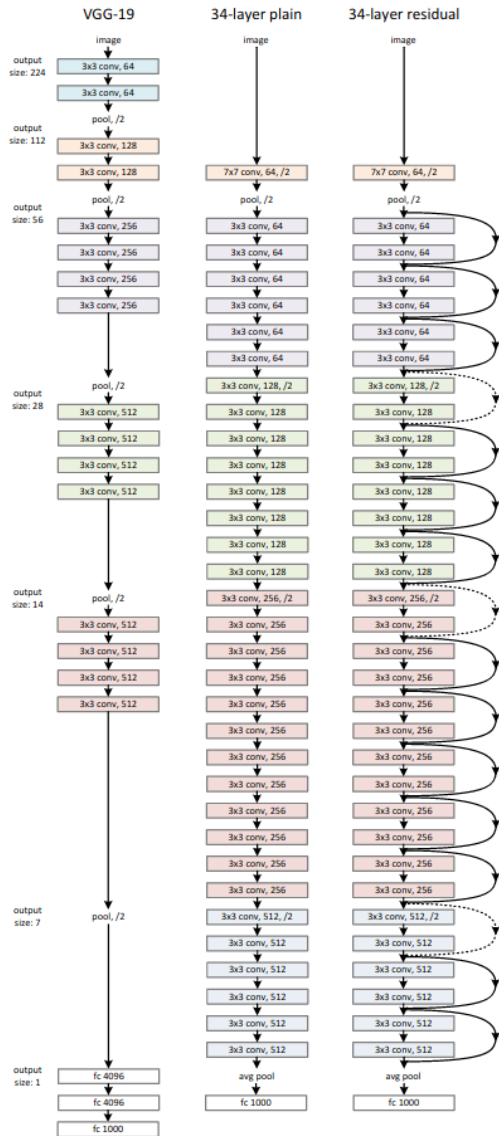 output
size: 224
output
size: 112
output
size: 56
output
size: 28
output
size: 14
output
size: 7
output
size: 1
VGG-19
image
3x3 conv, 64
3x3 conv, 64
pool, /2
3x3 conv, 128
3x3 conv, 128
pool, /2
3x3 conv, 256
3x3 conv, 256
3x3 conv, 256
3x3 conv, 256
pool, /2
3x3 conv, 512
3x3 conv, 512
3x3 conv, 512
3x3 conv, 512
pool, /2
3x3 conv, 512
3x3 conv, 512
3x3 conv, 512
3x3 conv, 512
pool, /2
fc 4096
fc 4096
fc 1000
34-layer plain
image
7x7 conv, 64, /2
pool, /2
3x3 conv, 64
3x3 conv, 64
3x3 conv, 64
3x3 conv, 64
3x3 conv, 64
3x3 conv, 64
3x3 conv, 128, /2
3x3 conv, 128
3x3 conv, 128
3x3 conv, 128
3x3 conv, 128
3x3 conv, 128
3x3 conv, 128
3x3 conv, 128
3x3 conv, 256, /2
3x3 conv, 256
3x3 conv, 256
3x3 conv, 256
3x3 conv, 256
3x3 conv, 256
3x3 conv, 256
3x3 conv, 256
3x3 conv, 256
3x3 conv, 256
3x3 conv, 256
3x3 conv, 256
3x3 conv, 512, /2
3x3 conv, 512
3x3 conv, 512
3x3 conv, 512
3x3 conv, 512
3x3 conv, 512
avg pool
fc 1000
34-layer residual
image
7x7 conv, 64, /2
pool, /2
3x3 conv, 64
3x3 conv, 64
3x3 conv, 64
3x3 conv, 64
3x3 conv, 64
3x3 conv, 64
3x3 conv, 128, /2
3x3 conv, 128
3x3 conv, 128
3x3 conv, 128
3x3 conv, 128
3x3 conv, 128
3x3 conv, 128
3x3 conv, 128
3x3 conv, 256, /2
3x3 conv, 256
3x3 conv, 256
3x3 conv, 256
3x3 conv, 256
3x3 conv, 256
3x3 conv, 256
3x3 conv, 256
3x3 conv, 256
3x3 conv, 256
3x3 conv, 256
3x3 conv, 256
3x3 conv, 512, /2
3x3 conv, 512
3x3 conv, 512
3x3 conv, 512
3x3 conv, 512
3x3 conv, 512
avg pool
fc 1000